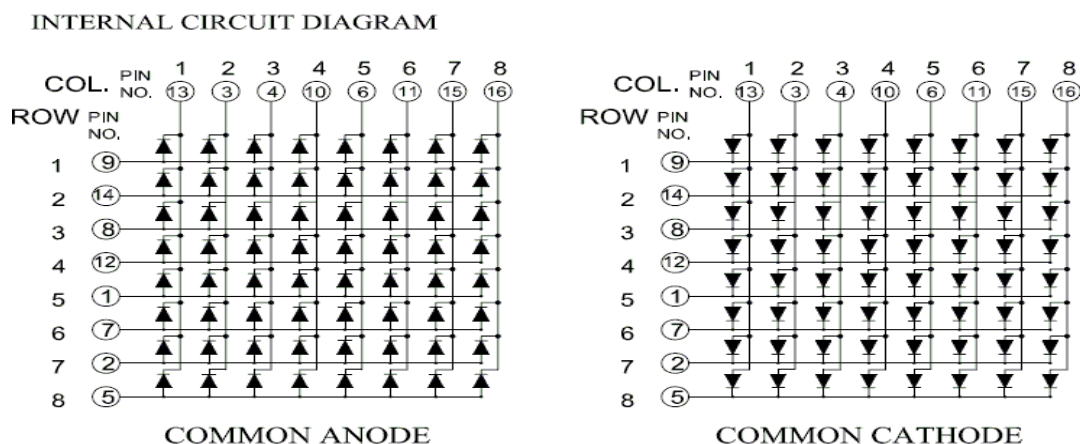 INTERNAL CIRCUIT DIAGRAM
COL. PIN NO. 1 2 3 4 5 6 7 8
13 3 4 10 6 11 15 16
ROW PIN NO.
1 9
2 14
3 8
4 12
5 1
6 7
7 2
8 5
COMMON ANODE
COL. PIN NO. 1 2 3 4 5 6 7 8
13 3 4 10 6 11 15 16
ROW PIN NO.
1 9
2 14
3 8
4 12
5 1
6 7
7 2
8 5
COMMON CATHODE